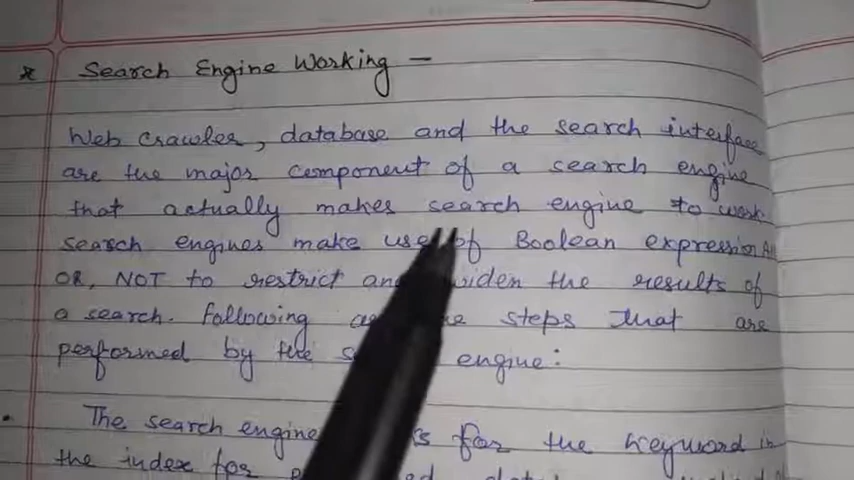 * Search Engine Working —
Web crawler, database and the search interface
are the major component of a search engine
that actually makes search engine to work.
search engines make use of Boolean expression
OR, NOT to restrict and widen the results of
a search. following are the steps that are
performed by the engine:
• The search engine for the keyword in
the index for